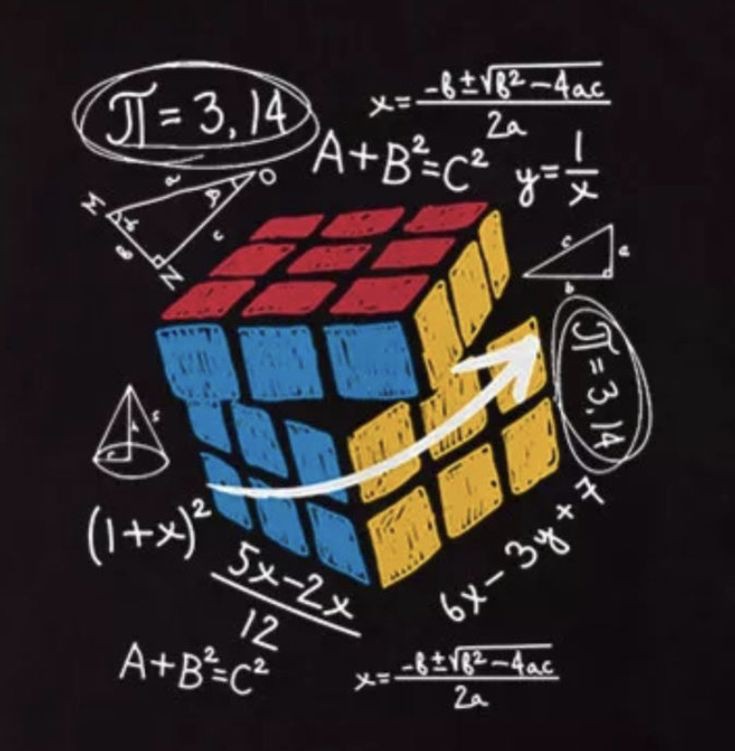 π = 3,14
x = (-b ± √(b² - 4ac)) / 2a
A + B² = C²
y = 1/x
a
O
M
c
Z
c
a
b
π = 3,14
h
s
r
(1 + x)²
(5x - 2x) / 12
6x - 3y + 7
A + B² = C²
x = (-b ± √(b² - 4ac)) / 2a